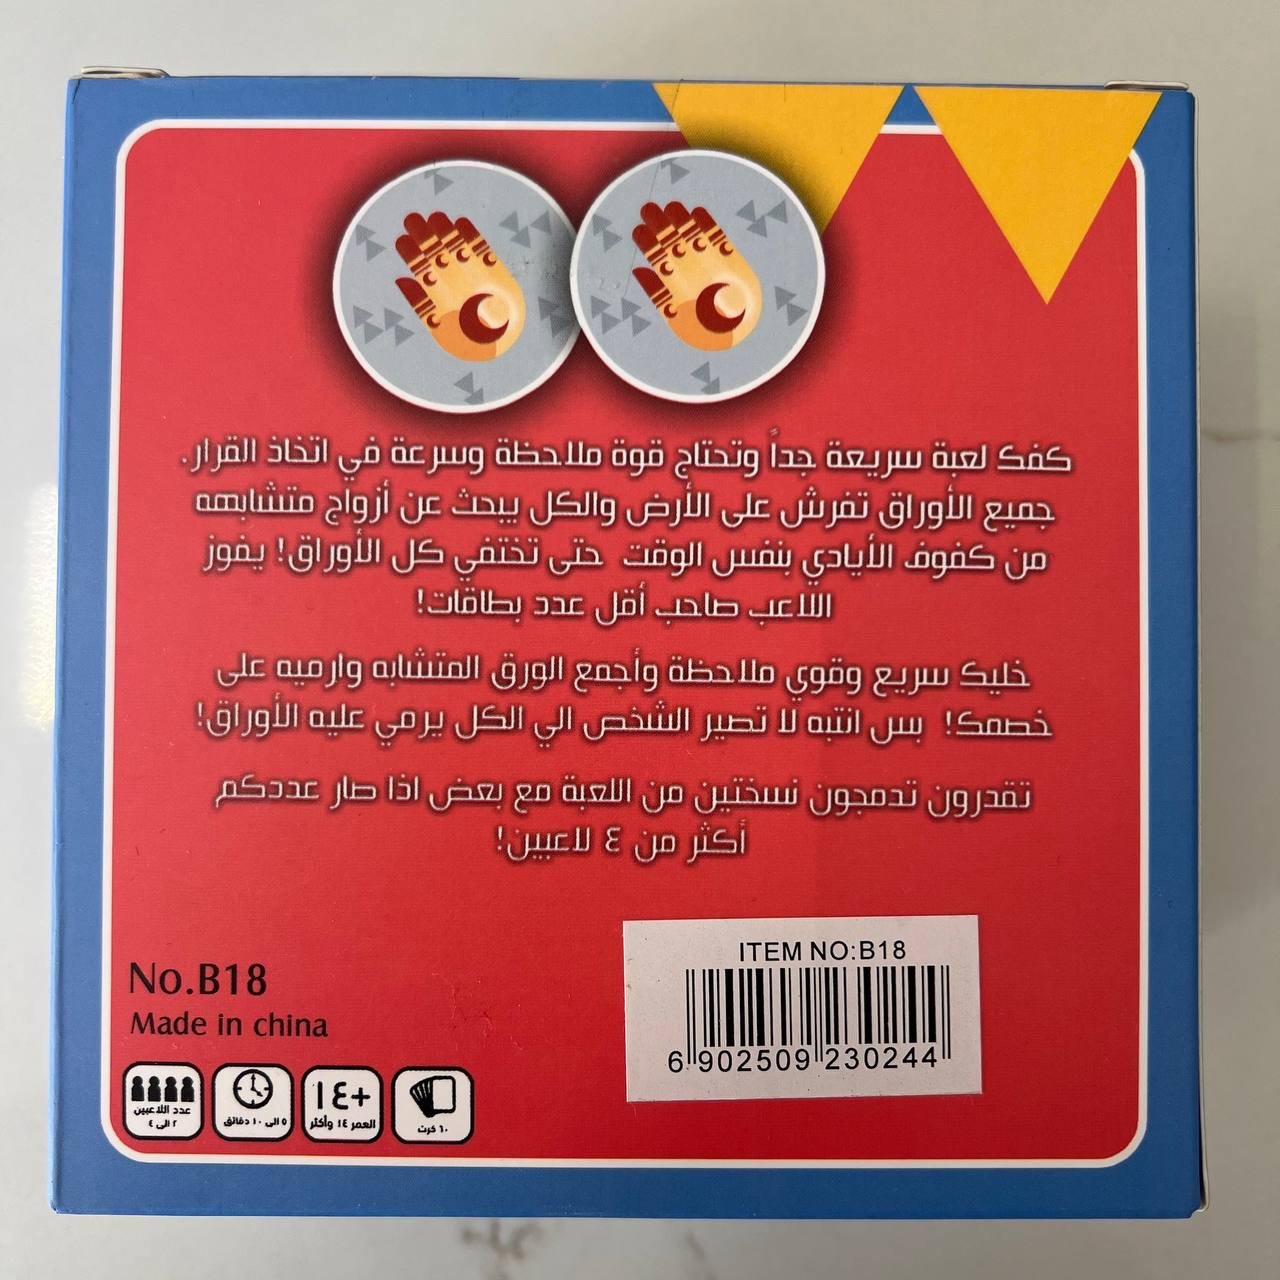 كفك لعبة سريعة جداً وتحتاج قوة ملاحظة وسرعة في اتخاذ القرار.
جميع الأوراق تفرش على الأرض والكل يبحث عن أزواج متشابهه
من كفوف الأيادي بنفس الوقت حتى تختفي كل الأوراق! يفوز
اللاعب صاحب أقل عدد بطاقات!
خليك سريع وقوي ملاحظة وأجمع الورق المتشابه وارميه على
خصمك! بس انتبه لا تصير الشخص الي الكل يرمي عليه الأوراق!
تقدرون تدمجون نسختين من اللعبة مع بعض اذا صار عددكم
أكثر من ٤ لاعبين!
ITEM NO:B18
6 902509 230244
No.B18
Made in china
عدد اللاعبين
٢ الى ٤
٥ الى ١٠ دقائق
+١٤
العمر ١٤ وأكثر
٦٠ كرت